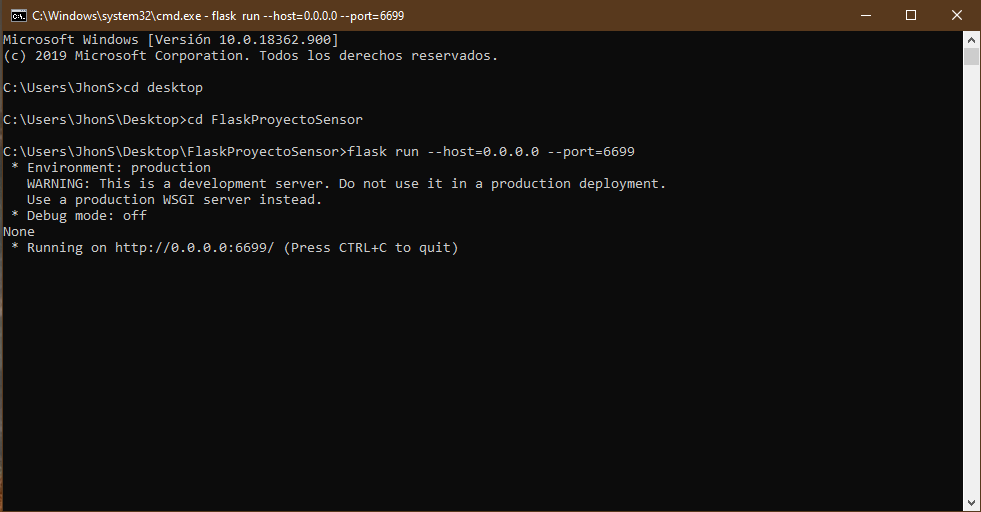 C:\Windows\system32\cmd.exe - flask run --host=0.0.0.0 --port=6699
Microsoft Windows [Versión 10.0.18362.900]
(c) 2019 Microsoft Corporation. Todos los derechos reservados.
C:\Users\JhonS>cd desktop
C:\Users\JhonS\Desktop>cd FlaskProyectoSensor
C:\Users\JhonS\Desktop\FlaskProyectoSensor>flask run --host=0.0.0.0 --port=6699
* Environment: production
WARNING: This is a development server. Do not use it in a production deployment.
Use a production WSGI server instead.
* Debug mode: off
None
* Running on http://0.0.0.0:6699/ (Press CTRL+C to quit)